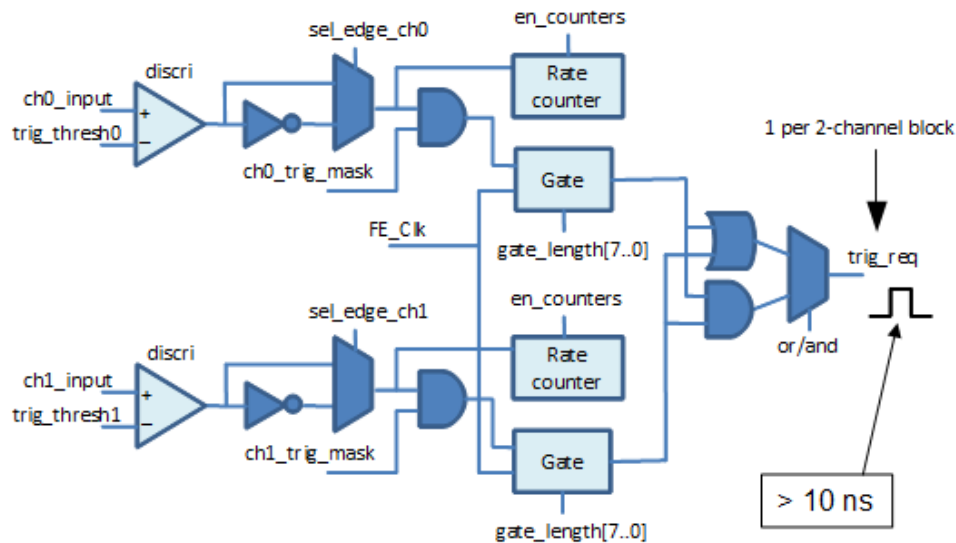 sel_edge_ch0
en_counters
discri
ch0_input
+
Rate
counter
trig_thresh0
–
1 per 2-channel block
ch0_trig_mask
Gate
FE_Clk
gate_length[7..0]
trig_req
en_counters
sel_edge_ch1
or/and
discri
Rate
counter
ch1_input
+
trig_thresh1
–
ch1_trig_mask
Gate
> 10 ns
gate_length[7..0]